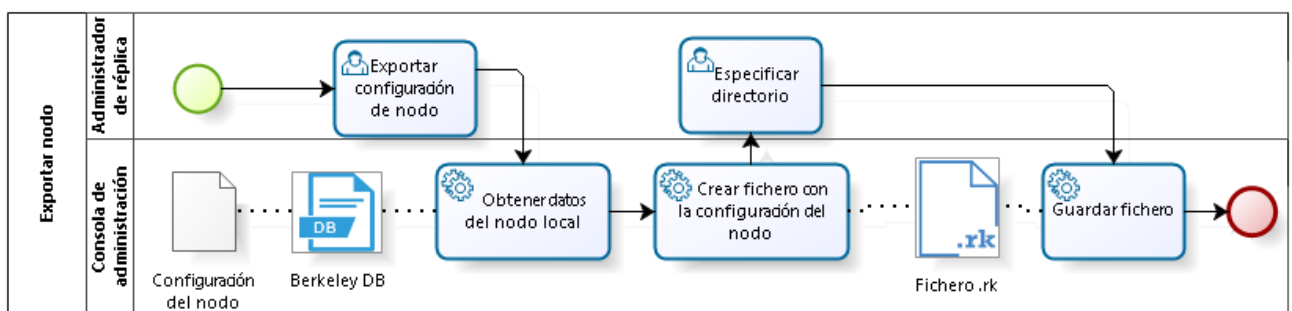 Exportar nodo
Administrador
de réplica
Exportar
configuración
de nodo
Especificar
directorio
Consola de
administración
Configuración
del nodo
DB
Berkeley DB
Obtener datos
del nodo local
Crear fichero con
la configuración del
nodo
.rk
Fichero .rk
Guardar fichero